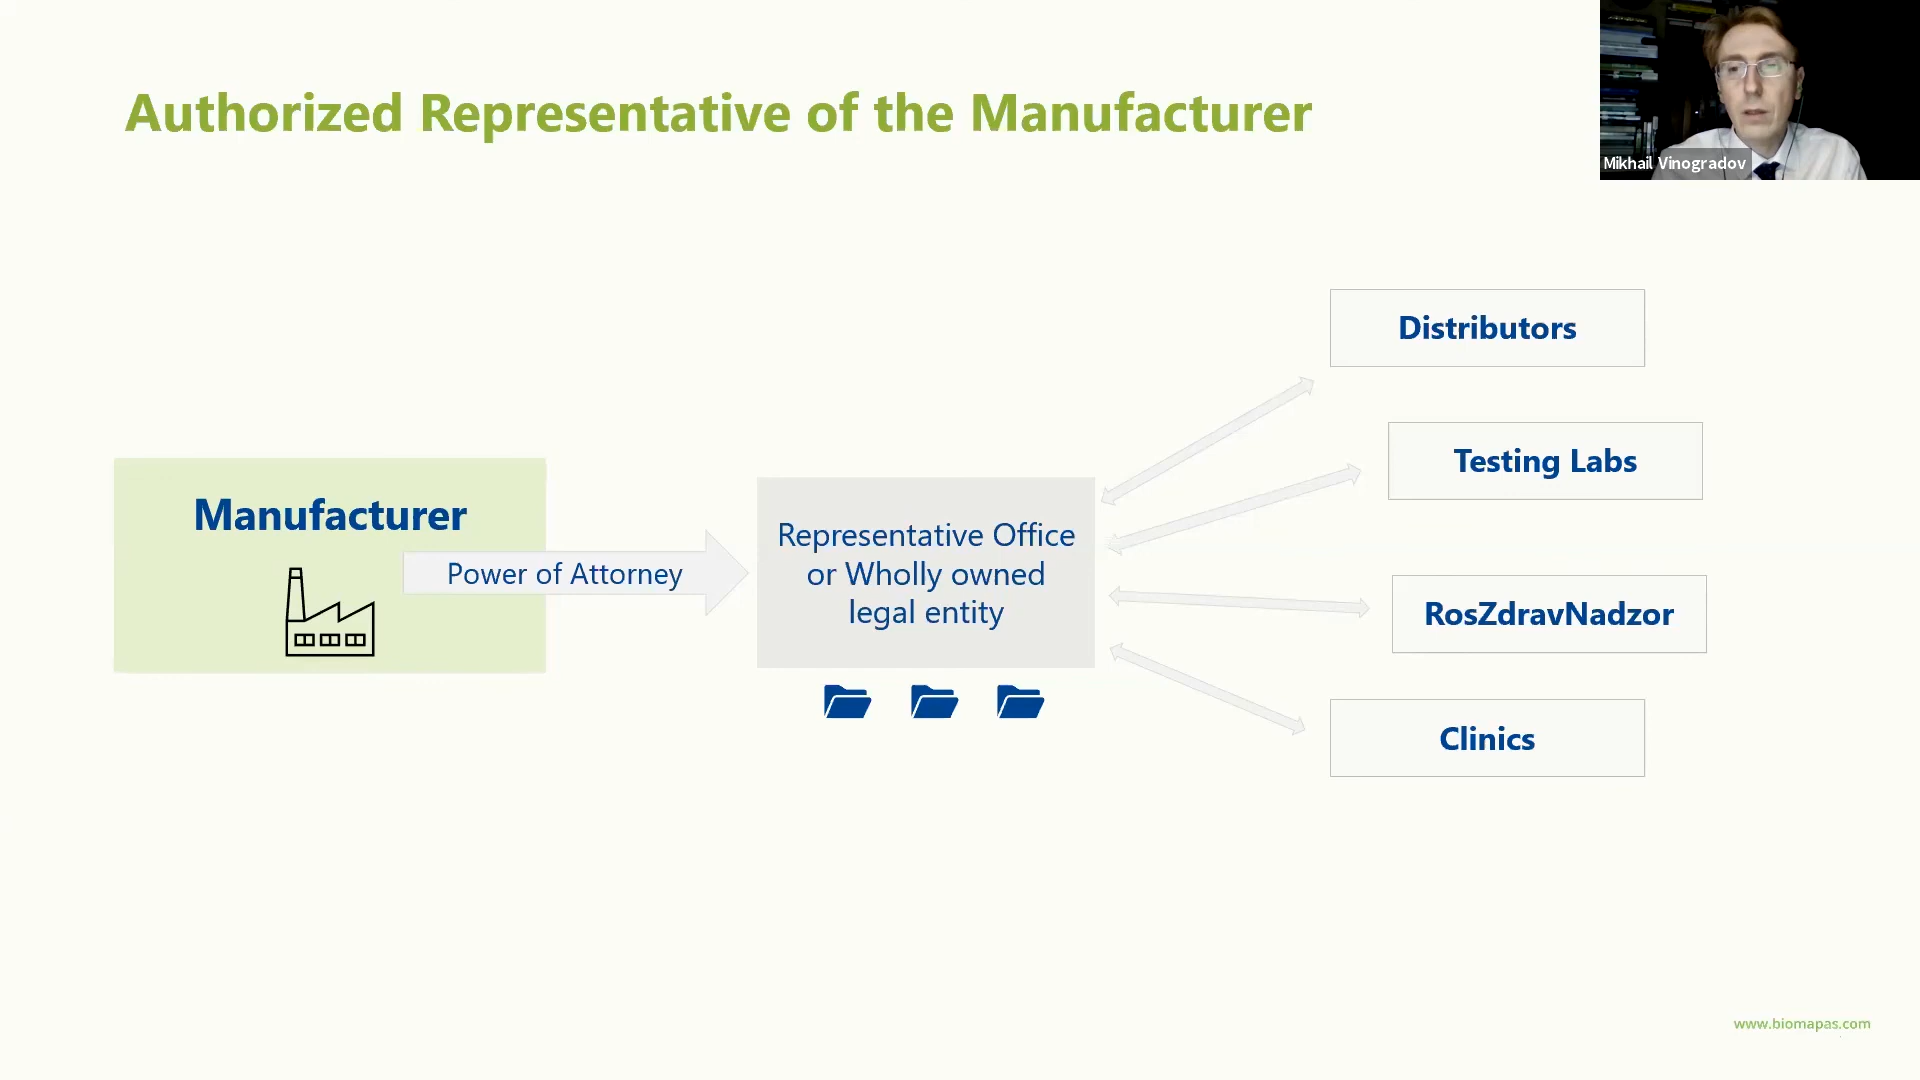 Authorized Representative of the Manufacturer
Mikhail Vinogradov
Manufacturer
Power of Attorney
Representative Office
or Wholly owned
legal entity
Distributors
Testing Labs
RosZdravNadzor
Clinics
www.biomapas.com